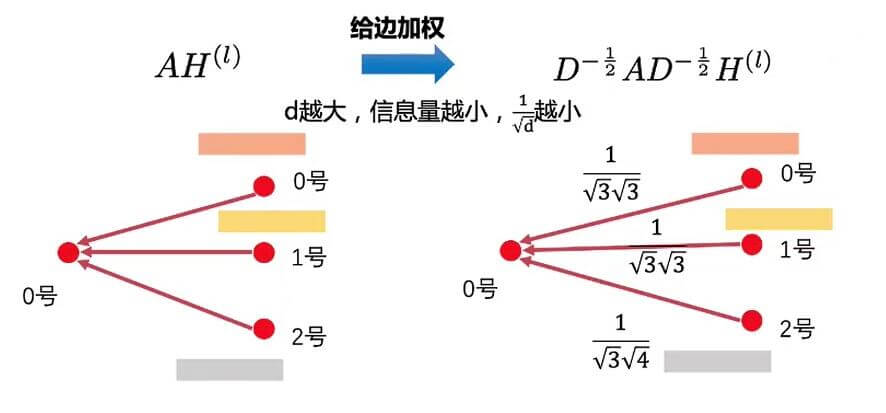 给边加权
AH^{(l)}
D^{-\frac{1}{2}}AD^{-\frac{1}{2}}H^{(l)}
d越大，信息量越小，\frac{1}{\sqrt{d}}越小
0号
1号
0号
2号
\frac{1}{\sqrt{3}\sqrt{3}}
0号
\frac{1}{\sqrt{3}\sqrt{3}}
1号
0号
2号
\frac{1}{\sqrt{3}\sqrt{4}}